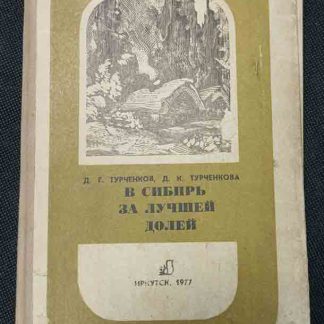 Д. Г. ТУРЧЕНКОВ, Д. К. ТУРЧЕНКОВА
В СИБИРЬ
ЗА ЛУЧШЕЙ
ДОЛЕЙ
ИРКУТСК, 1977